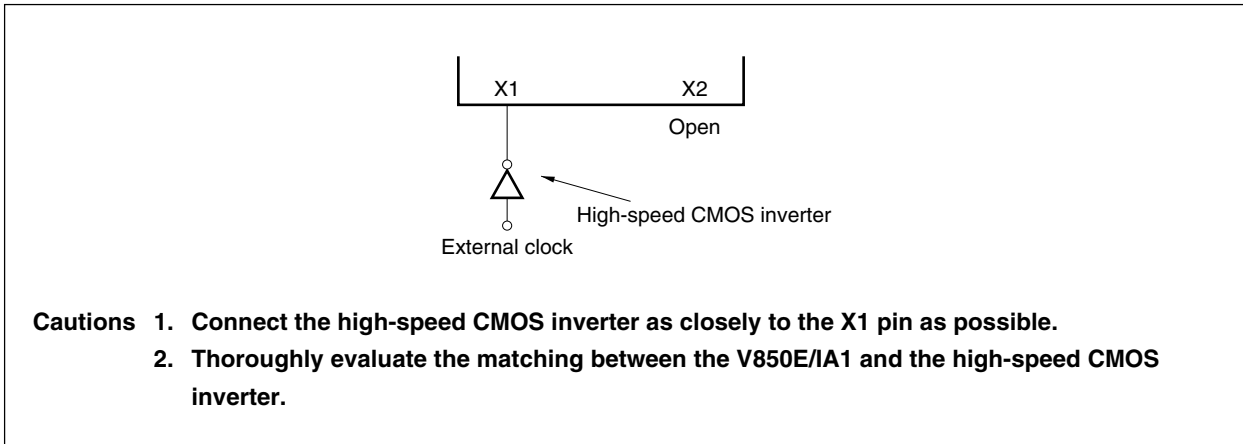 X1 X2
Open
High-speed CMOS inverter
External clock
Cautions 1. Connect the high-speed CMOS inverter as closely to the X1 pin as possible.
2. Thoroughly evaluate the matching between the V850E/IA1 and the high-speed CMOS
inverter.